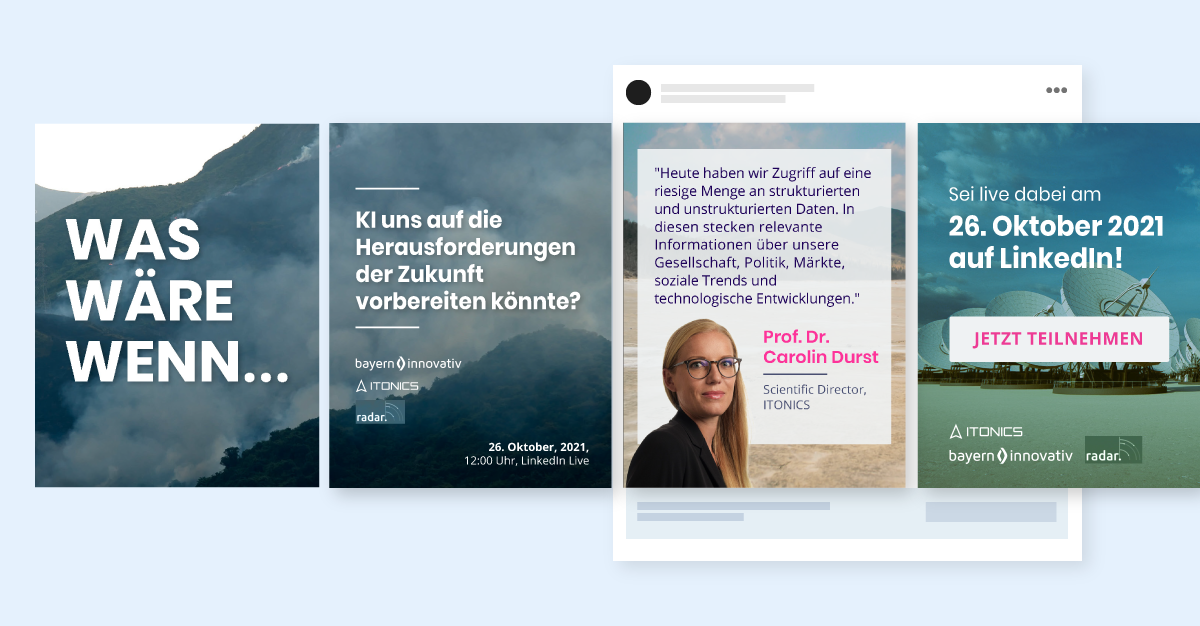 WAS
WÄRE
WENN...
KI uns auf die
Herausforderungen
der Zukunft
vorbereiten könnte?
bayern innovativ
ITONICS
radar.
26. Oktober, 2021,
12:00 Uhr, LinkedIn Live
"Heute haben wir Zugriff auf eine
riesige Menge an strukturierten
und unstrukturierten Daten. In
diesen stecken relevante
Informationen über unsere
Gesellschaft, Politik, Märkte,
soziale Trends und
technologische Entwicklungen."
Prof. Dr.
Carolin Durst
Scientific Director,
ITONICS
Sei live dabei am
26. Oktober 2021
auf LinkedIn!
JETZT TEILNEHMEN
ITONICS
bayern innovativ radar.